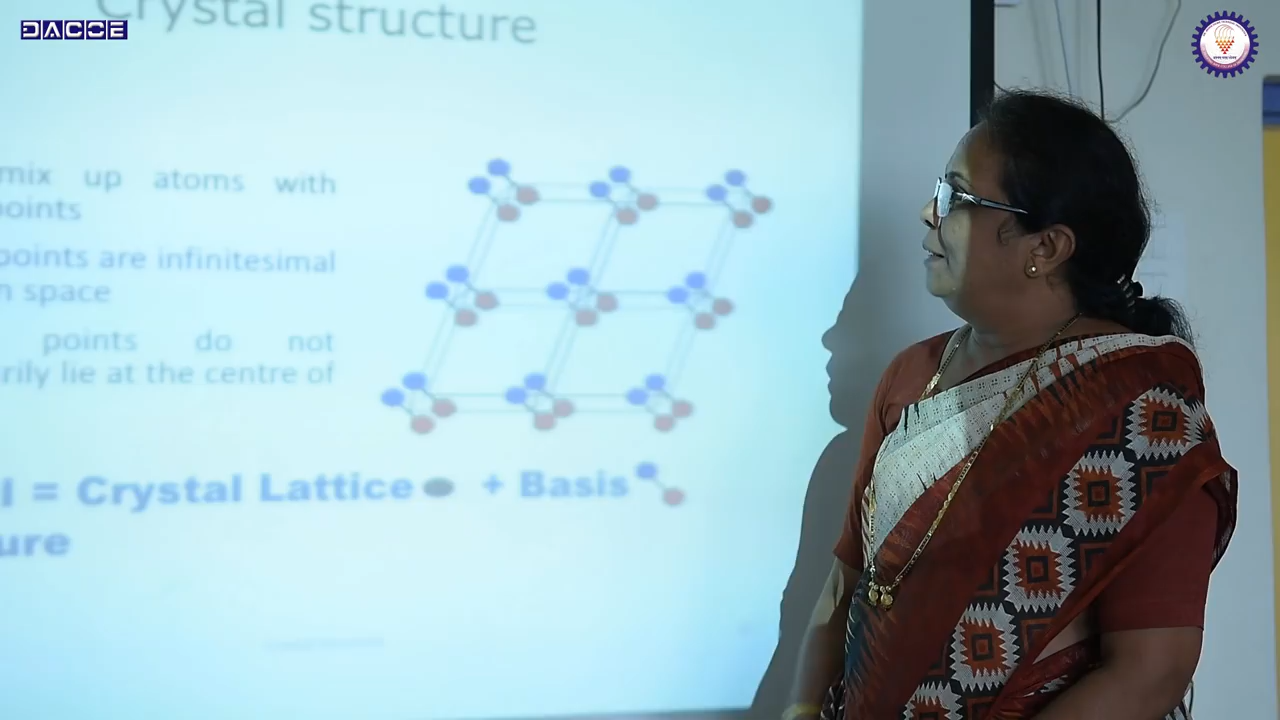 DACOE
Crystal structure
mix up atoms with
points
points are infinitesimal
n space
points do not
rily lie at the centre of
l = Crystal Lattice + Basis
ure